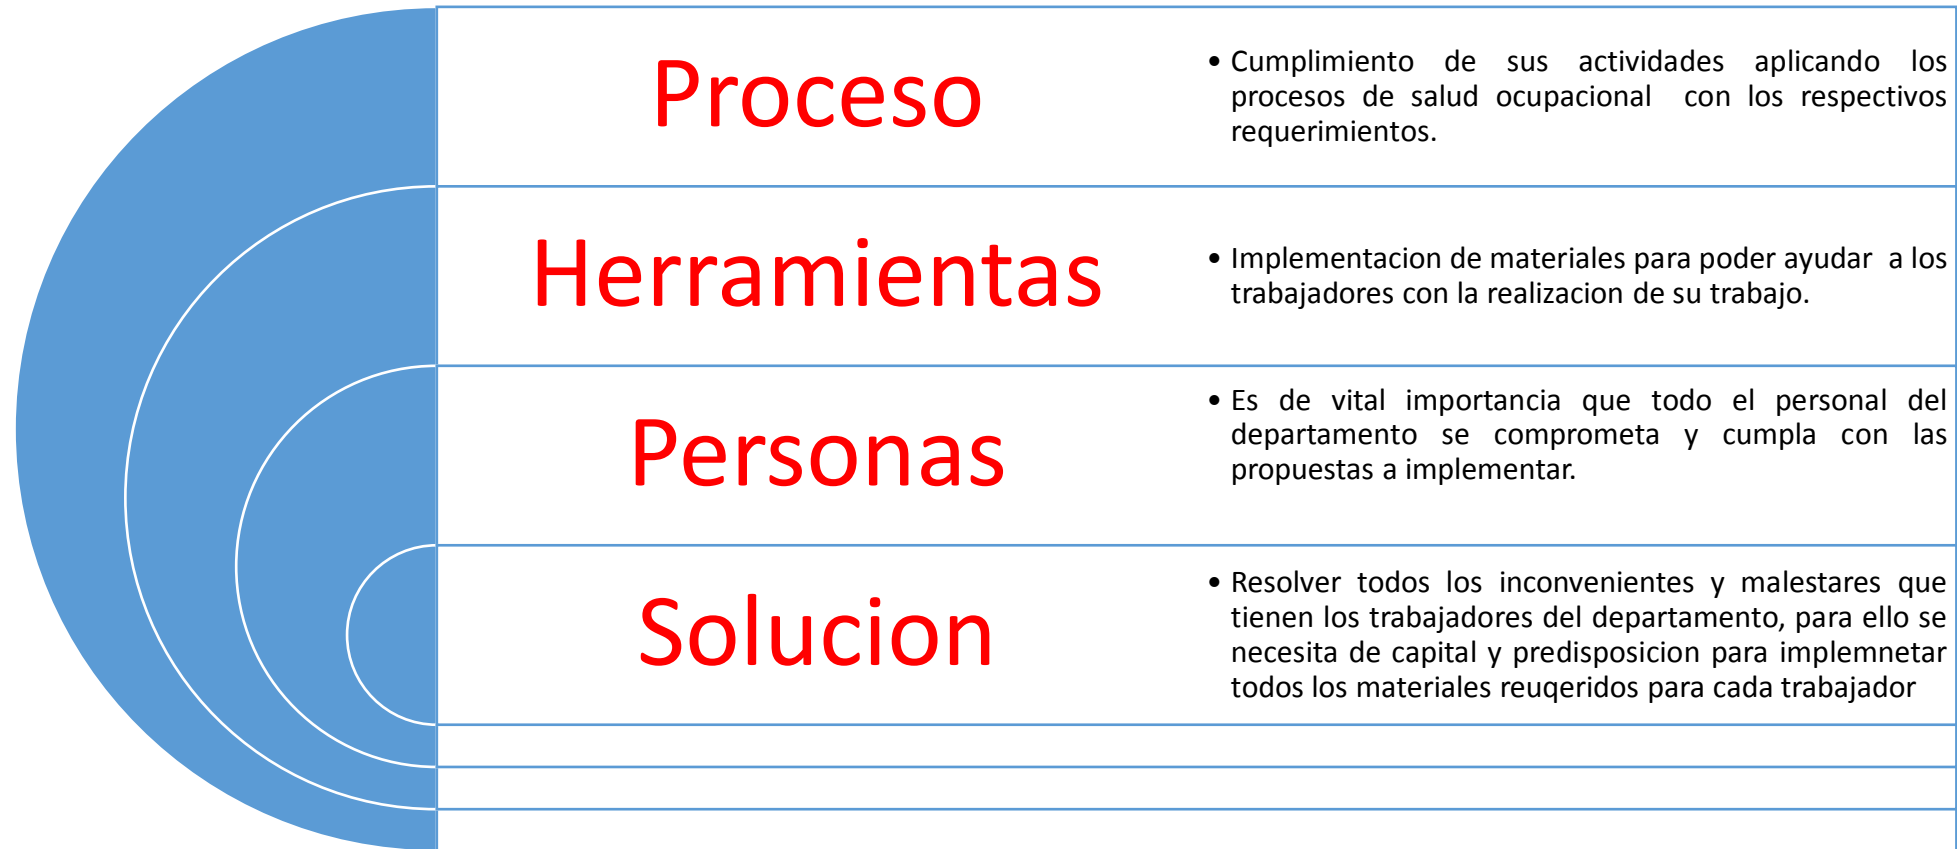 Proceso
• Cumplimiento de sus actividades aplicando los
procesos de salud ocupacional con los respectivos
requerimientos.
Herramientas
• Implementacion de materiales para poder ayudar a los
trabajadores con la realizacion de su trabajo.
Personas
• Es de vital importancia que todo el personal del
departamento se comprometa y cumpla con las
propuestas a implementar.
Solucion
• Resolver todos los inconvenientes y malestares que
tienen los trabajadores del departamento, para ello se
necesita de capital y predisposicion para implemnetar
todos los materiales reuqeridos para cada trabajador